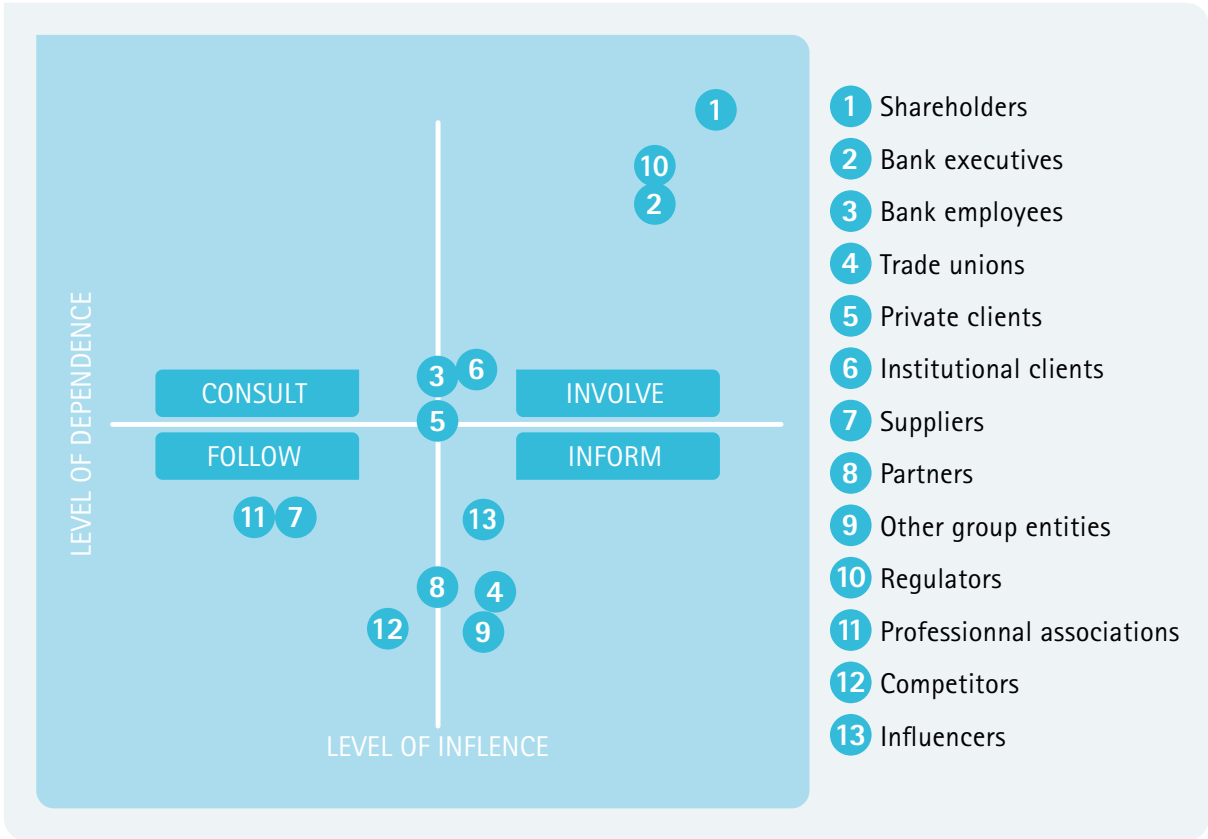 1
10
2
3
6
CONSULT
INVOLVE
5
FOLLOW
INFORM
11
7
13
8
4
12
9
LEVEL OF DEPENDENCE
LEVEL OF INFLENCE
1 Shareholders
2 Bank executives
3 Bank employees
4 Trade unions
5 Private clients
6 Institutional clients
7 Suppliers
8 Partners
9 Other group entities
10 Regulators
11 Professionnal associations
12 Competitors
13 Influencers